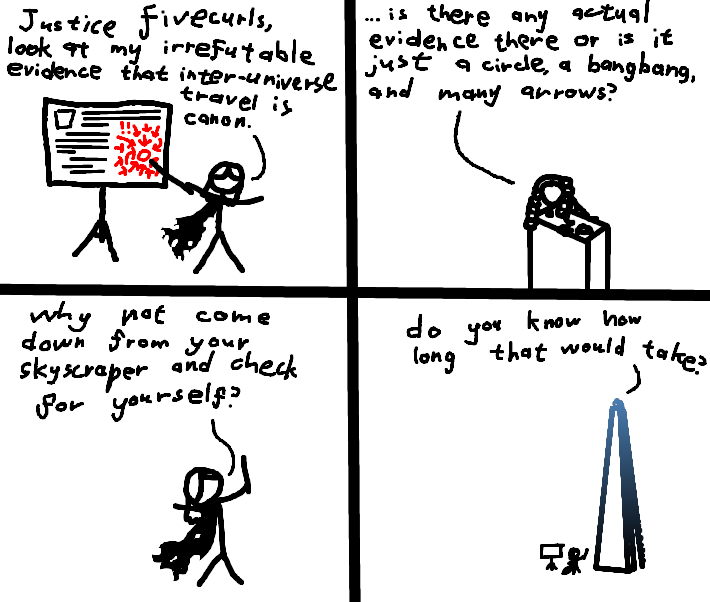 Justice Fivecurls,
look at my irrefutable
evidence that inter-universe
travel is
canon.
!!
...is there any actual
evidence there or is it
just a circle, a bangbang,
and many arrows?
Why not come
down from your
skyscraper and check
for yourself?
do you know how
long that would take?